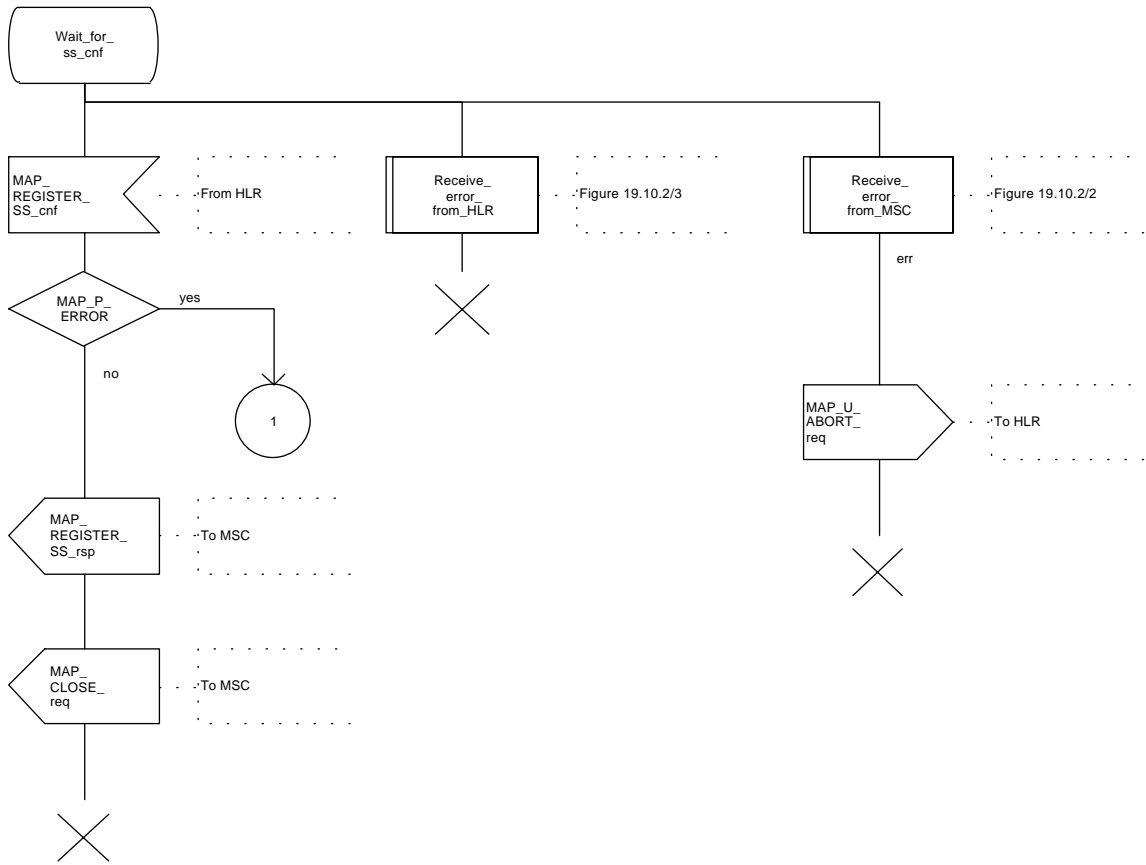 Wait_for_
ss_cnf
MAP_
REGISTER_
SS_cnf
From HLR
Receive_
error_
from_HLR
Figure 19.10.2/3
Receive_
error_
from_MSC
Figure 19.10.2/2
err
MAP_P_
ERROR
yes
no
1
MAP_U_
ABORT_
req
To HLR
MAP_
REGISTER_
SS_rsp
To MSC
MAP_
CLOSE_
req
To MSC